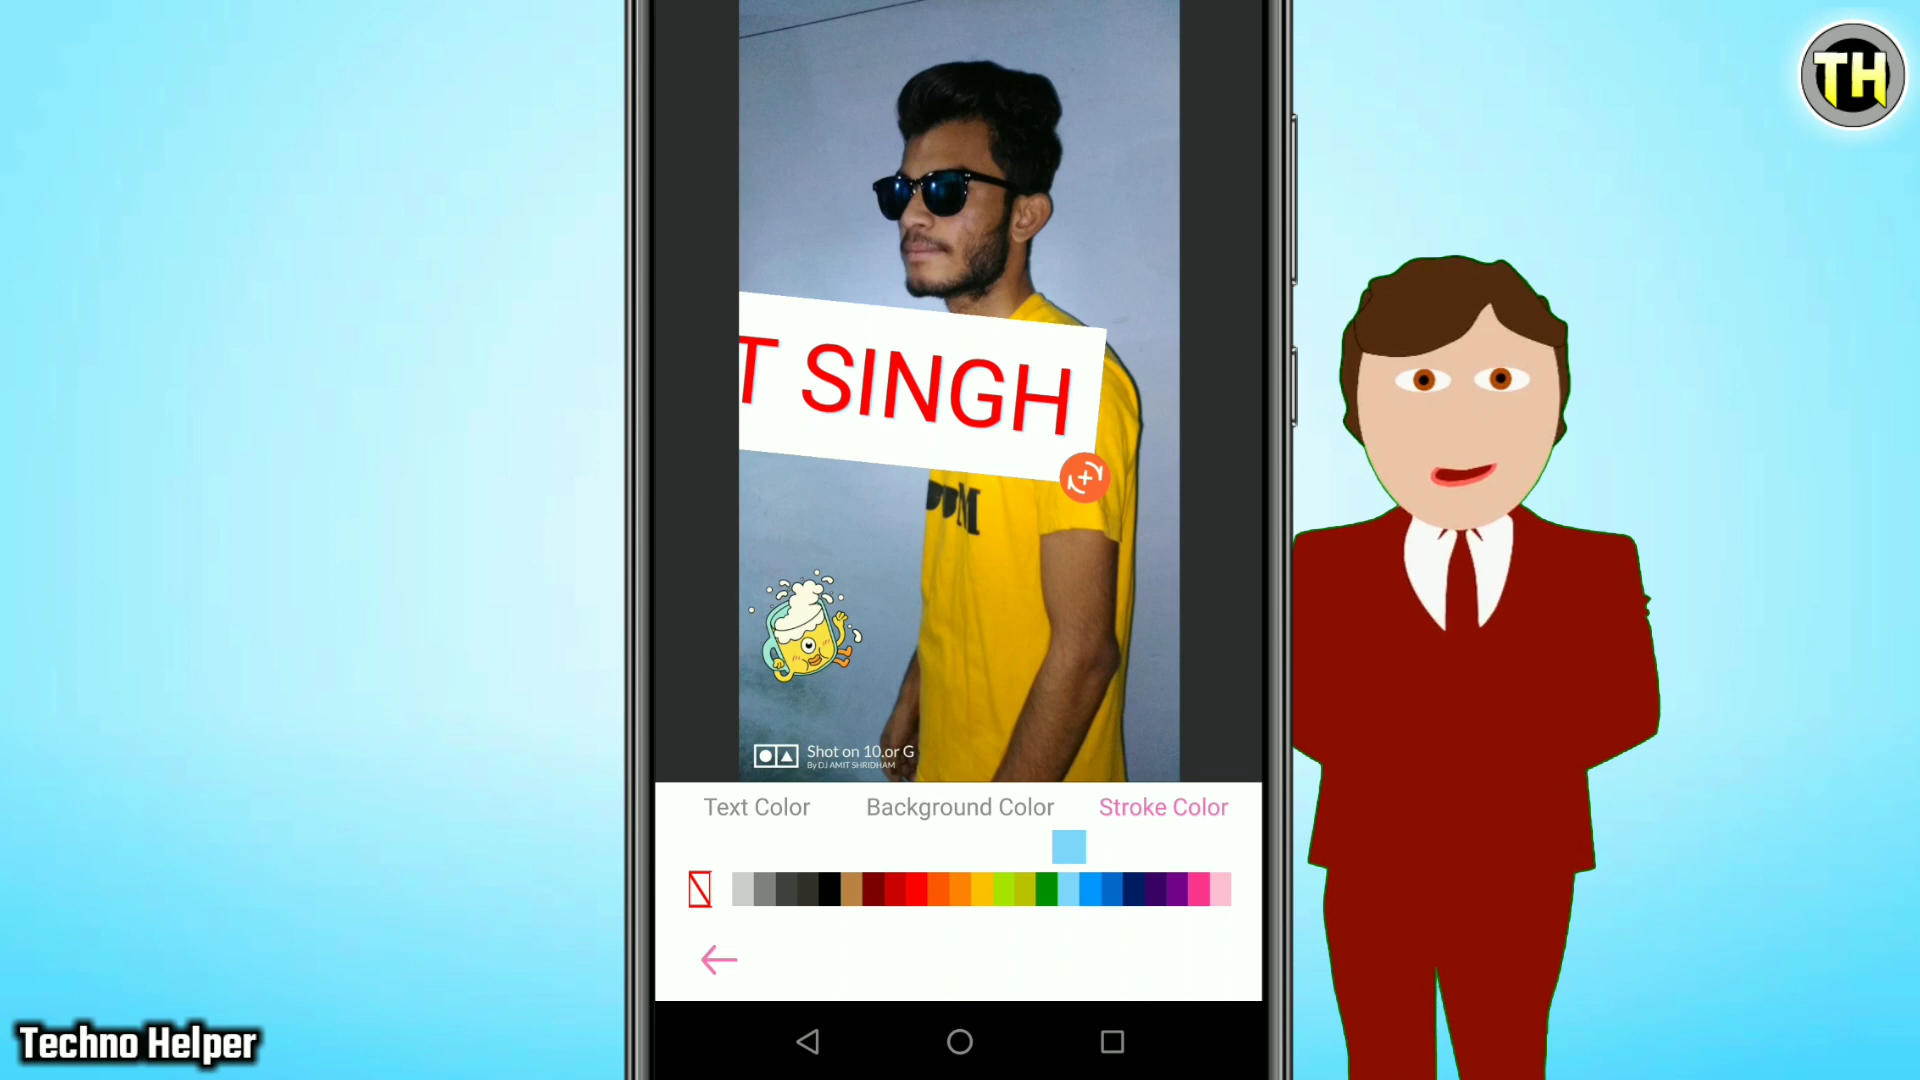 TH
T SINGH
Shot on 10.or G
By DJ AMIT SHRIDHAM
Text Color
Background Color
Stroke Color
Techno Helper